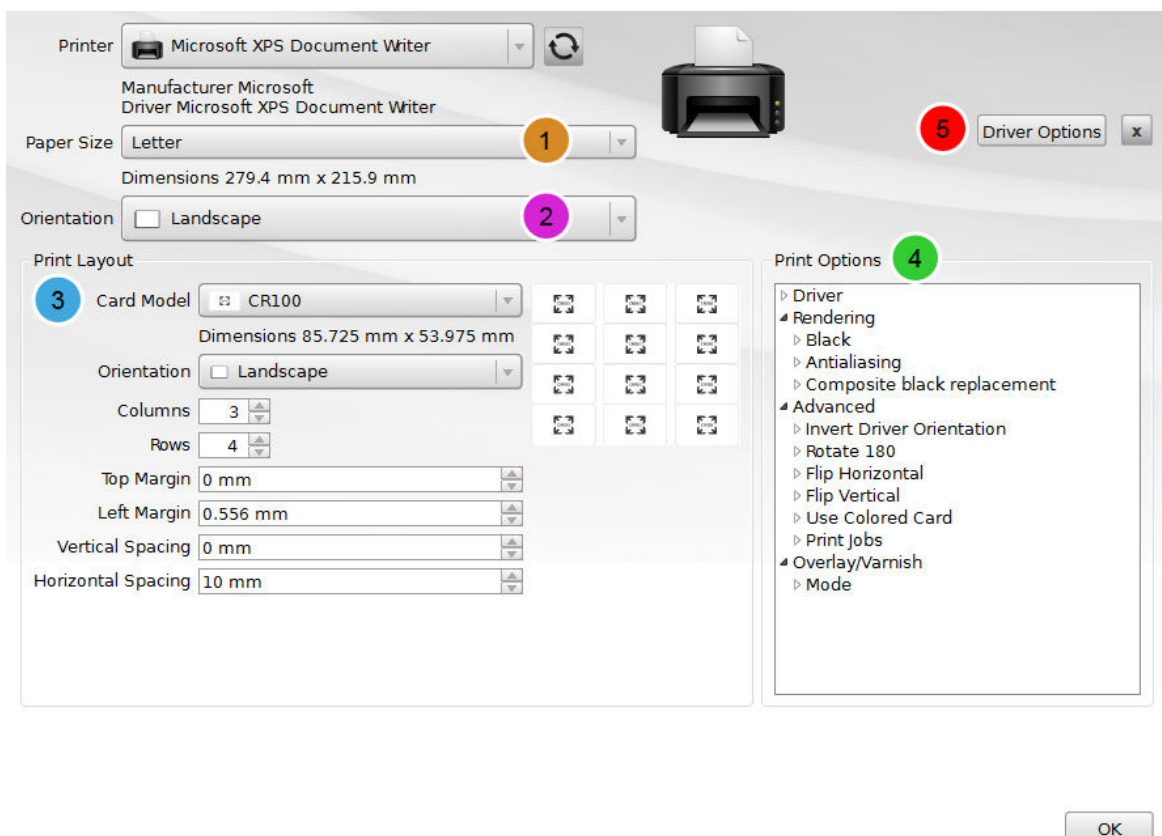 Printer Microsoft XPS Document Writer
Manufacturer Microsoft
Driver Microsoft XPS Document Writer
Paper Size Letter 1
Dimensions 279.4 mm x 215.9 mm
Orientation Landscape 2
5 Driver Options x
Print Layout
3 Card Model CR100
Dimensions 85.725 mm x 53.975 mm
Orientation Landscape
Columns 3
Rows 4
Top Margin 0 mm
Left Margin 0.556 mm
Vertical Spacing 0 mm
Horizontal Spacing 10 mm
Print Options 4
Driver
Rendering
Black
Antialiasing
Composite black replacement
Advanced
Invert Driver Orientation
Rotate 180
Flip Horizontal
Flip Vertical
Use Colored Card
Print Jobs
Overlay/Varnish
Mode
OK